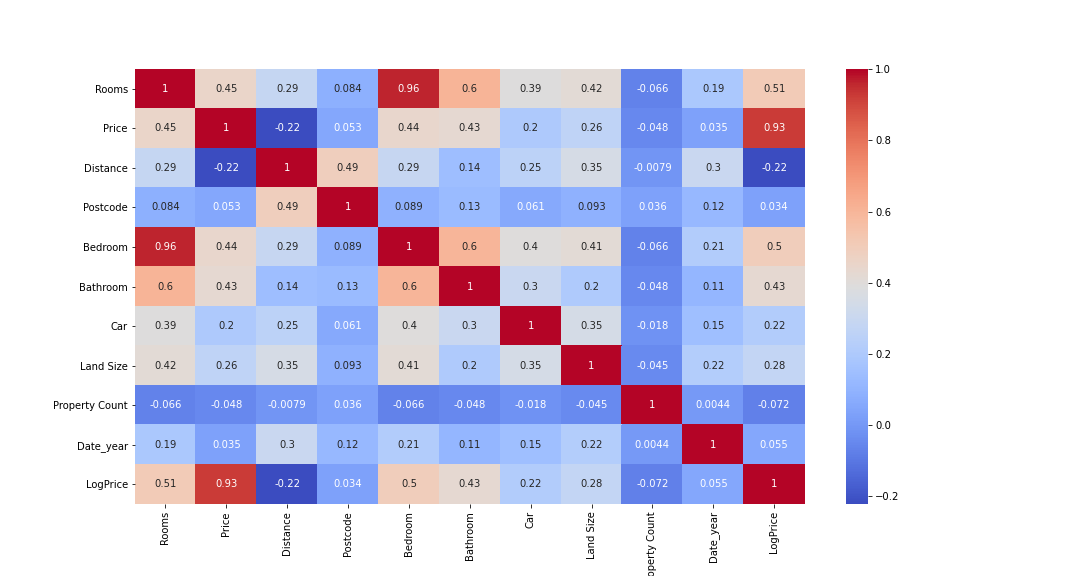 1.0
Rooms 1 0.45 0.29 0.084 0.96 0.6 0.39 0.42 -0.066 0.19 0.51
Price 0.45 1 -0.22 0.053 0.44 0.43 0.2 0.26 -0.048 0.035 0.93
0.8
Distance 0.29 -0.22 1 0.49 0.29 0.14 0.25 0.35 -0.0079 0.3 -0.22
Postcode 0.084 0.053 0.49 1 0.089 0.13 0.061 0.093 0.036 0.12 0.034
0.6
Bedroom 0.96 0.44 0.29 0.089 1 0.6 0.4 0.41 -0.066 0.21 0.5
0.4
Bathroom 0.6 0.43 0.14 0.13 0.6 1 0.3 0.2 -0.048 0.11 0.43
Car 0.39 0.2 0.25 0.061 0.4 0.3 1 0.35 -0.018 0.15 0.22
0.2
Land Size 0.42 0.26 0.35 0.093 0.41 0.2 0.35 1 -0.045 0.22 0.28
Property Count -0.066 -0.048 -0.0079 0.036 -0.066 -0.048 -0.018 -0.045 1 0.0044 -0.072
0.0
Date_year 0.19 0.035 0.3 0.12 0.21 0.11 0.15 0.22 0.0044 1 0.055
LogPrice 0.51 0.93 -0.22 0.034 0.5 0.43 0.22 0.28 -0.072 0.055 1
−0.2
Rooms
Price
Distance
Postcode
Bedroom
Bathroom
Car
Land Size
operty Count
Date_year
LogPrice